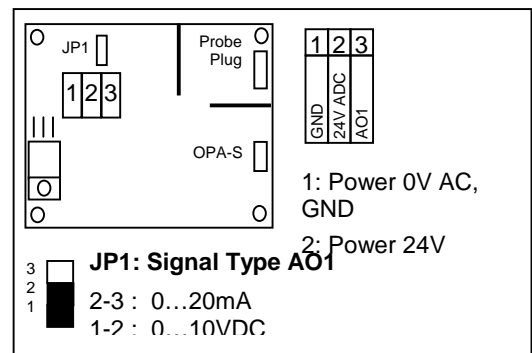 JP1
Probe
Plug
1 2 3
OPA-S
1 2 3
GND
24V ADC
AO1
1: Power 0V AC,
GND
2: Power 24V
3
2
1
JP1: Signal Type AO1
2-3 : 0...20mA
1-2 : 0...10VDC